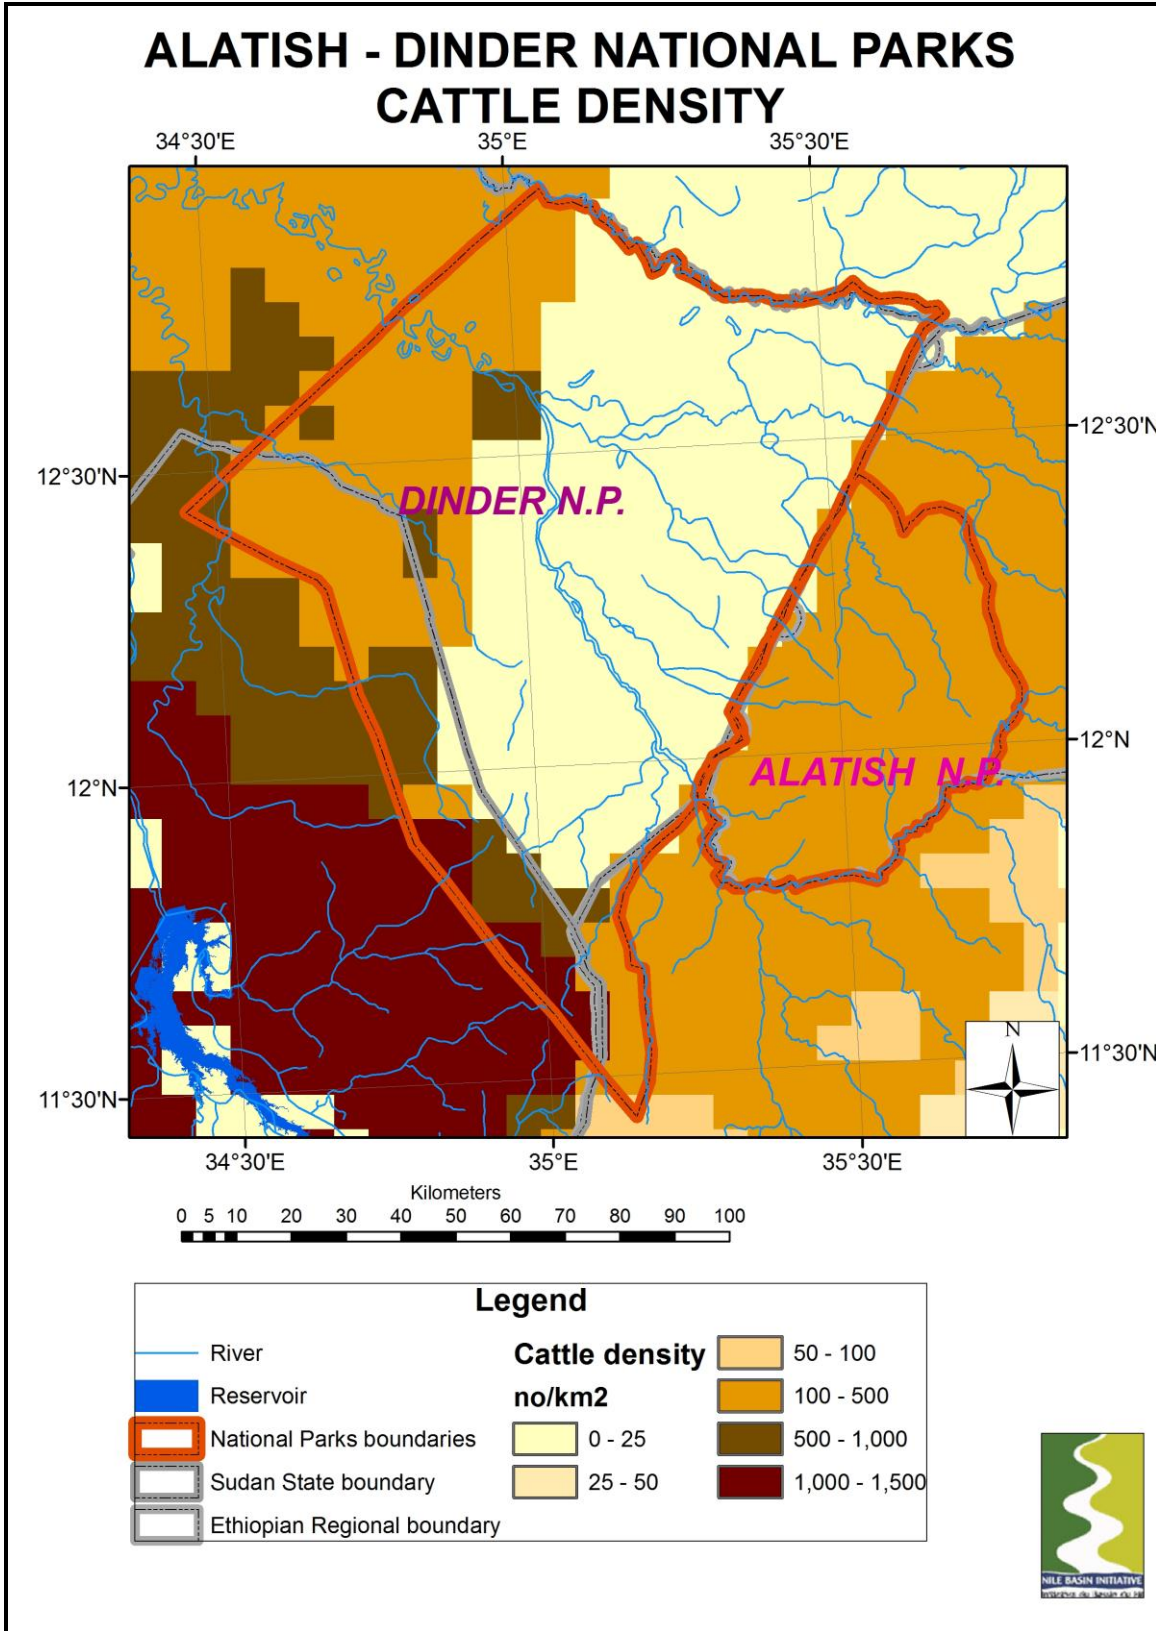 ALATISH - DINDER NATIONAL PARKS
CATTLE DENSITY
34°30'E 35°E 35°30'E
12°30'N
12°30'N
DINDER N.P.
12°N
ALATISH N.P.
12°N
N
11°30'N
11°30'N
34°30'E 35°E 35°30'E
Kilometers
0 5 10 20 30 40 50 60 70 80 90 100
Legend
River
Reservoir
National Parks boundaries
Sudan State boundary
Ethiopian Regional boundary
Cattle density
no/km2
0 - 25
25 - 50
50 - 100
100 - 500
500 - 1,000
1,000 - 1,500
NILE BASIN INITIATIVE